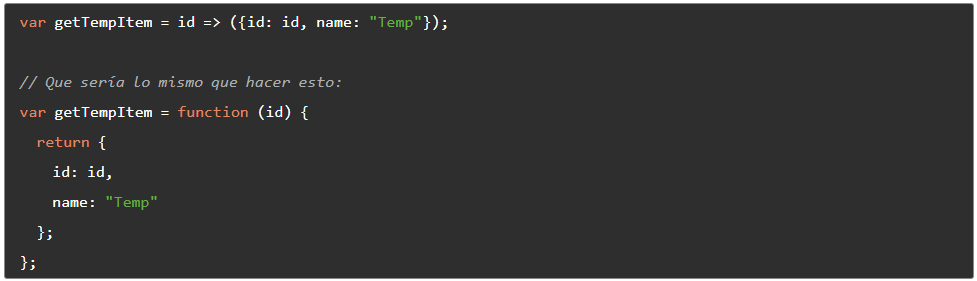 var getTempItem = id => ({id: id, name: "Temp"});
// Que sería lo mismo que hacer esto:
var getTempItem = function (id) {
return {
id: id,
name: "Temp"
};
};